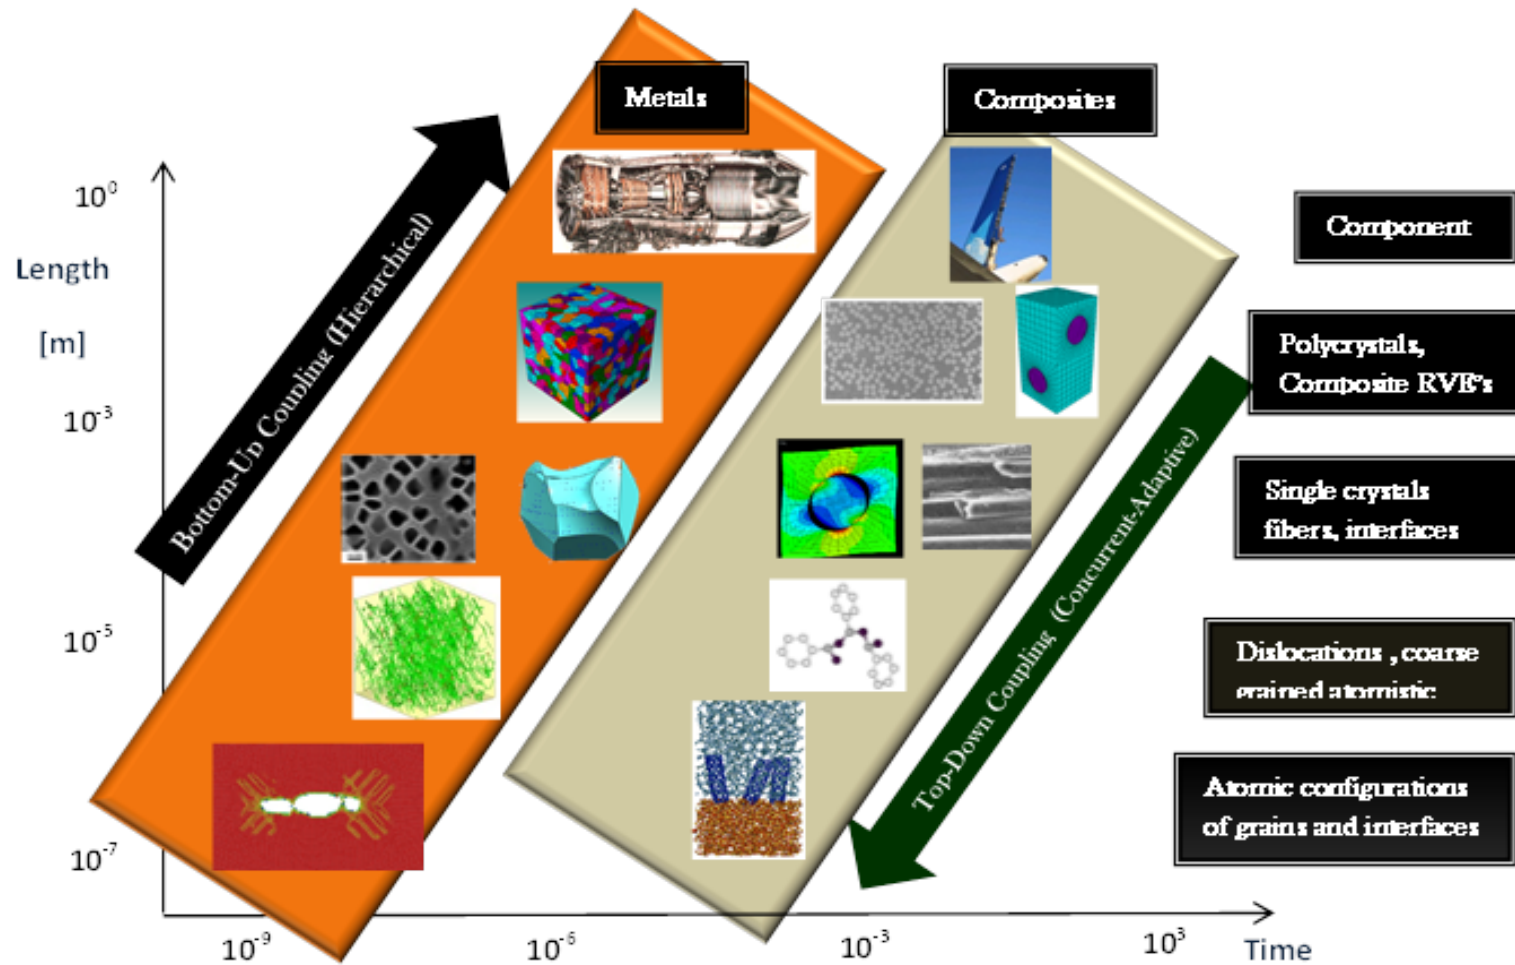 Metals
Composites
10⁰
Length
[m]
10⁻³
10⁻⁵
10⁻⁷
Bottom-Up Coupling (Hierarchical)
Top-Down Coupling (Concurrent-Adaptive)
Component
Polycrystals,
Composite RVE's
Single crystals
fibers, interfaces
Dislocations , coarse
grained atomistic
Atomic configurations
of grains and interfaces
10⁻⁹
10⁻⁶
10⁻³
10³
Time